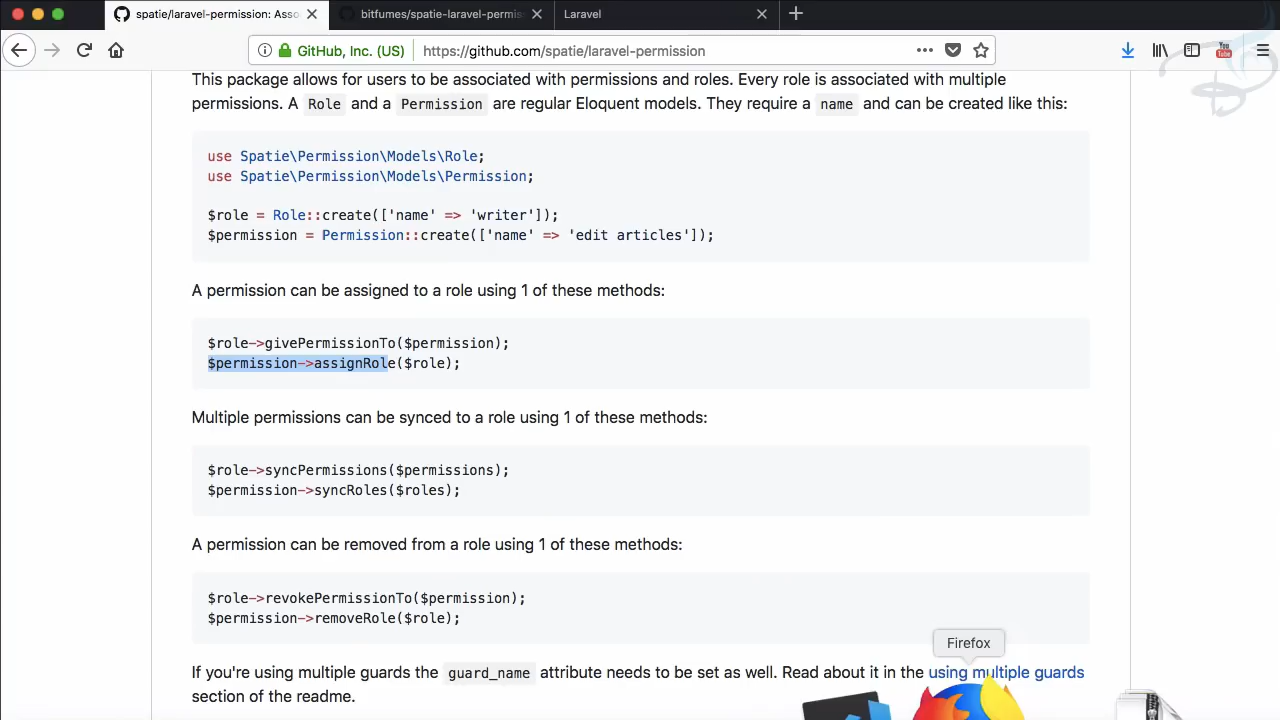 spatie/laravel-permission: Asso
bitfumes/spatie-laravel-permis
Laravel
GitHub, Inc. (US)
https://github.com/spatie/laravel-permission
You
Tube
This package allows for users to be associated with permissions and roles. Every role is associated with multiple
permissions. A Role and a Permission are regular Eloquent models. They require a name and can be created like this:
use Spatie\Permission\Models\Role;
use Spatie\Permission\Models\Permission;
$role = Role::create(['name' => 'writer']);
$permission = Permission::create(['name' => 'edit articles']);
A permission can be assigned to a role using 1 of these methods:
$role->givePermissionTo($permission);
$permission->assignRole($role);
Multiple permissions can be synced to a role using 1 of these methods:
$role->syncPermissions($permissions);
$permission->syncRoles($roles);
A permission can be removed from a role using 1 of these methods:
$role->revokePermissionTo($permission);
$permission->removeRole($role);
Firefox
If you're using multiple guards the guard_name attribute needs to be set as well. Read about it in the using multiple guards
section of the readme.